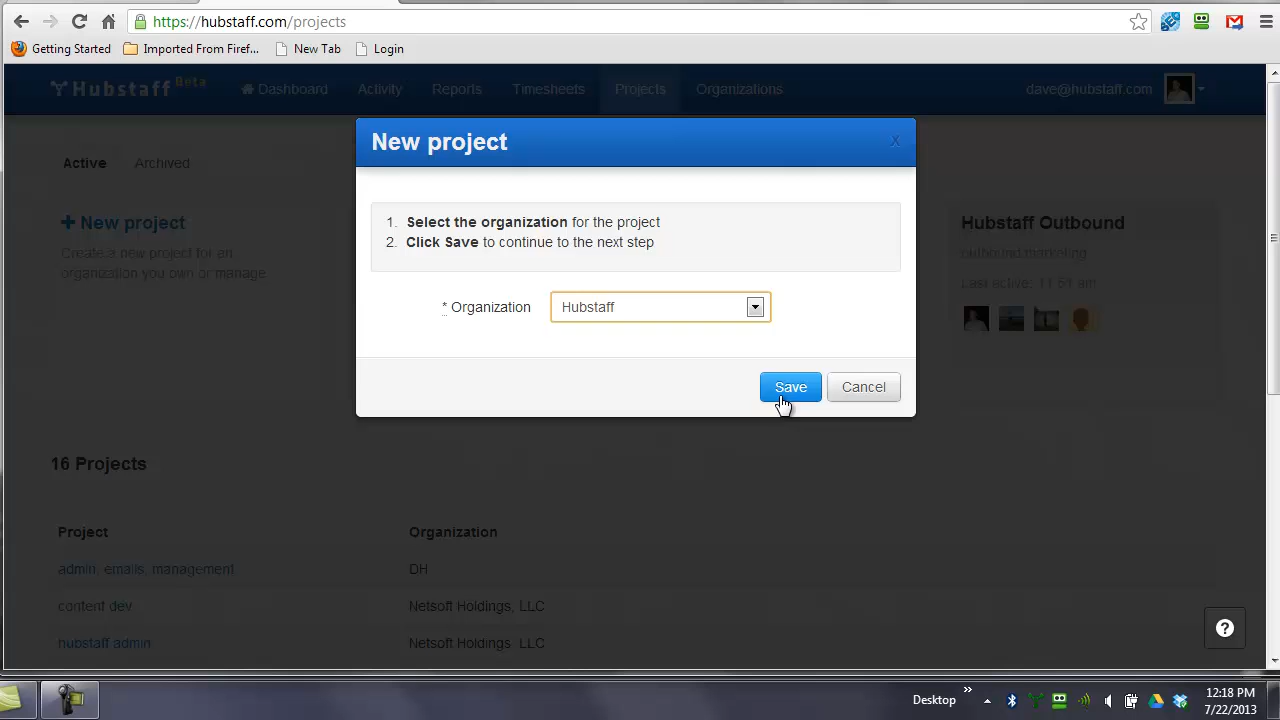 https://hubstaff.com/projects
Getting Started
Imported From Firef...
New Tab
Login
Hubstaff Beta
Dashboard
Activity
Reports
Timesheets
Projects
Organizations
dave@hubstaff.com
New project
x
Active
Archived
1. Select the organization for the project
2. Click Save to continue to the next step
+ New project
Create a new project for an
organization you own or manage
Hubstaff Outbound
outbound marketing
Last active: 11:51 am
* Organization
Hubstaff
Save
Cancel
16 Projects
Project
Organization
admin, emails, management
DH
content dev
Netsoft Holdings, LLC
hubstaff admin
Netsoft Holdings, LLC
?
Desktop
12:18 PM
7/22/2013